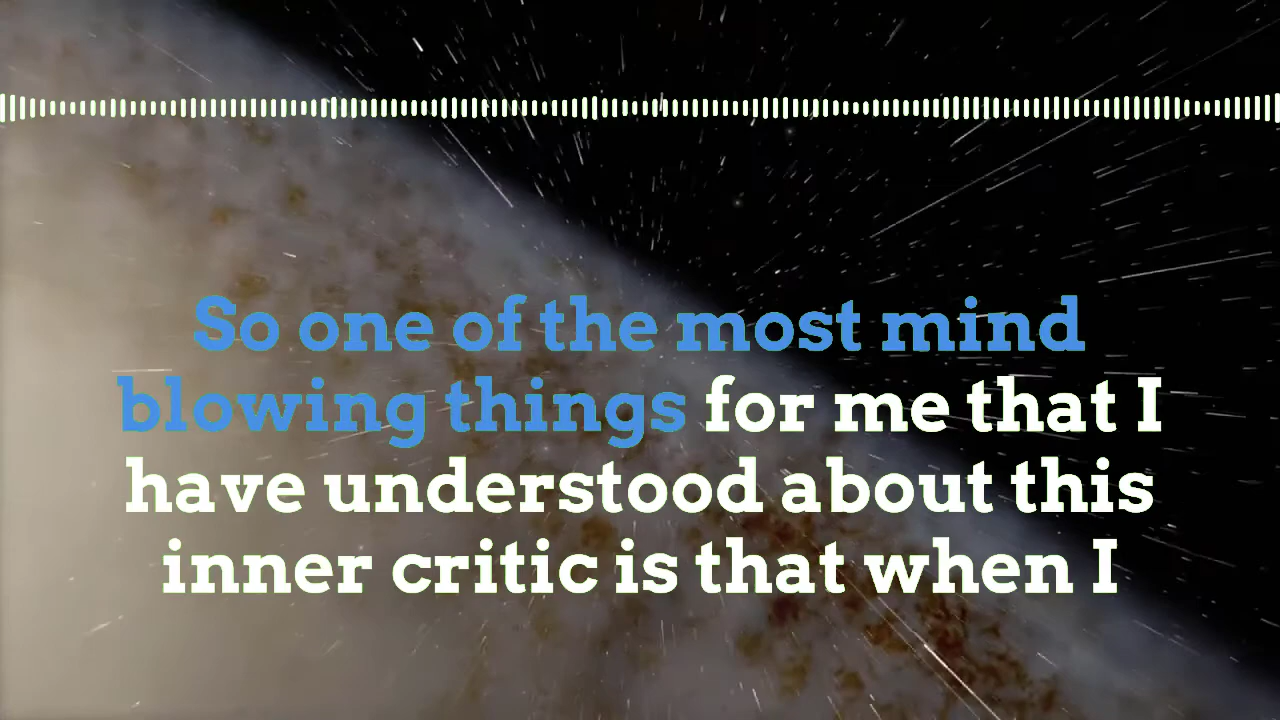 So one of the most mind
blowing things for me that I
have understood about this
inner critic is that when I